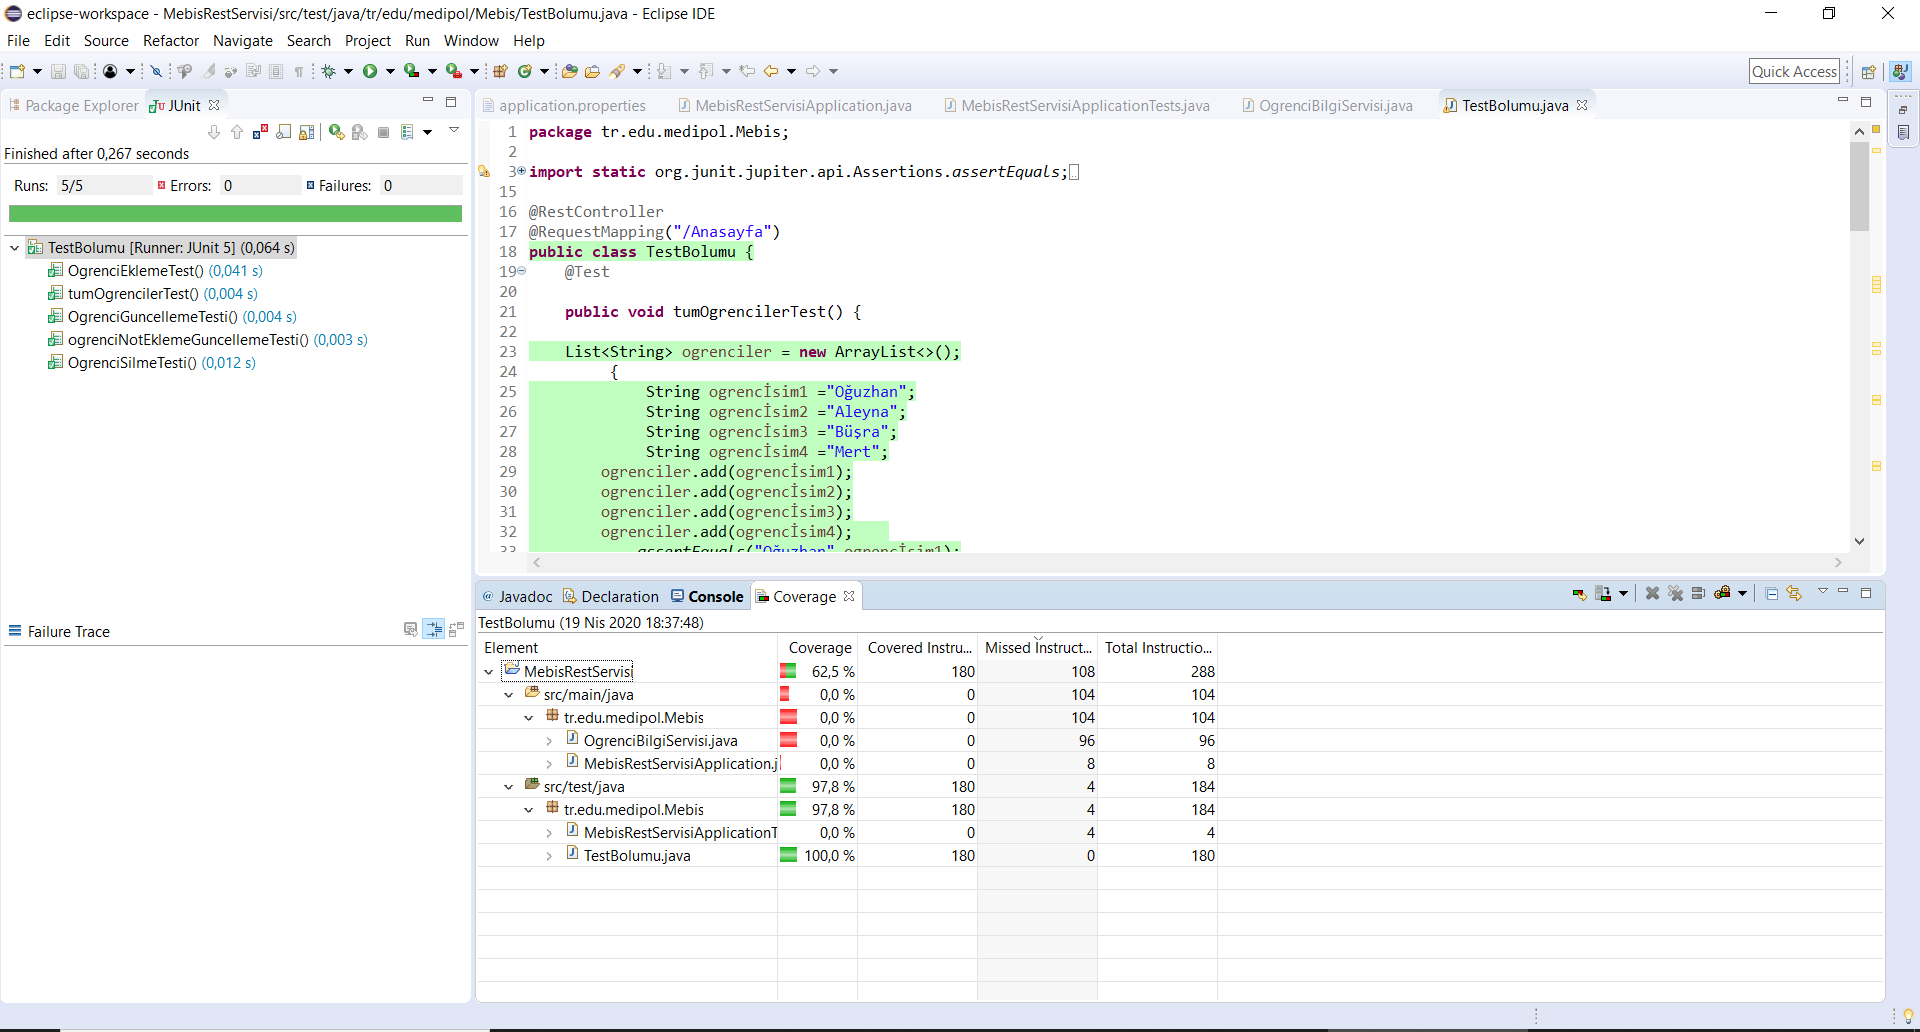 eclipse-workspace - MebisRestServisi/src/test/java/tr/edu/medipol/Mebis/TestBolumu.java - Eclipse IDE
File Edit Source Refactor Navigate Search Project Run Window Help
Quick Access
Package Explorer JUnit
Finished after 0,267 seconds
Runs: 5/5 Errors: 0 Failures: 0
TestBolumu [Runner: JUnit 5] (0,064 s)
OgrenciEklemeTest() (0,041 s)
tumOgrencilerTest() (0,004 s)
OgrenciGuncellemeTesti() (0,004 s)
ogrenciNotEklemeGuncellemeTesti() (0,003 s)
OgrenciSilmeTesti() (0,012 s)
Failure Trace
application.properties MebisRestServisiApplication.java MebisRestServisiApplicationTests.java OgrenciBilgiServisi.java TestBolumu.java
1 package tr.edu.medipol.Mebis;
2
3 import static org.junit.jupiter.api.Assertions.assertEquals;
15
16 @RestController
17 @RequestMapping("/Anasayfa")
18 public class TestBolumu {
19 @Test
20
21 public void tumOgrencilerTest() {
22
23 List<String> ogrenciler = new ArrayList<>();
24 {
25 String ogrencİsim1 ="Oğuzhan";
26 String ogrencİsim2 ="Aleyna";
27 String ogrencİsim3 ="Büşra";
28 String ogrencİsim4 ="Mert";
29 ogrenciler.add(ogrencİsim1);
30 ogrenciler.add(ogrencİsim2);
31 ogrenciler.add(ogrencİsim3);
32 ogrenciler.add(ogrencİsim4);
33 assertEquals("Oğuzhan",ogrencİsim1);
Javadoc Declaration Console Coverage
TestBolumu (19 Nis 2020 18:37:48)
Element Coverage Covered Instru... Missed Instruct... Total Instructio...
MebisRestServisi 62,5 % 180 108 288
src/main/java 0,0 % 0 104 104
tr.edu.medipol.Mebis 0,0 % 0 104 104
OgrenciBilgiServisi.java 0,0 % 0 96 96
MebisRestServisiApplication.j 0,0 % 0 8 8
src/test/java 97,8 % 180 4 184
tr.edu.medipol.Mebis 97,8 % 180 4 184
MebisRestServisiApplicationT 0,0 % 0 4 4
TestBolumu.java 100,0 % 180 0 180